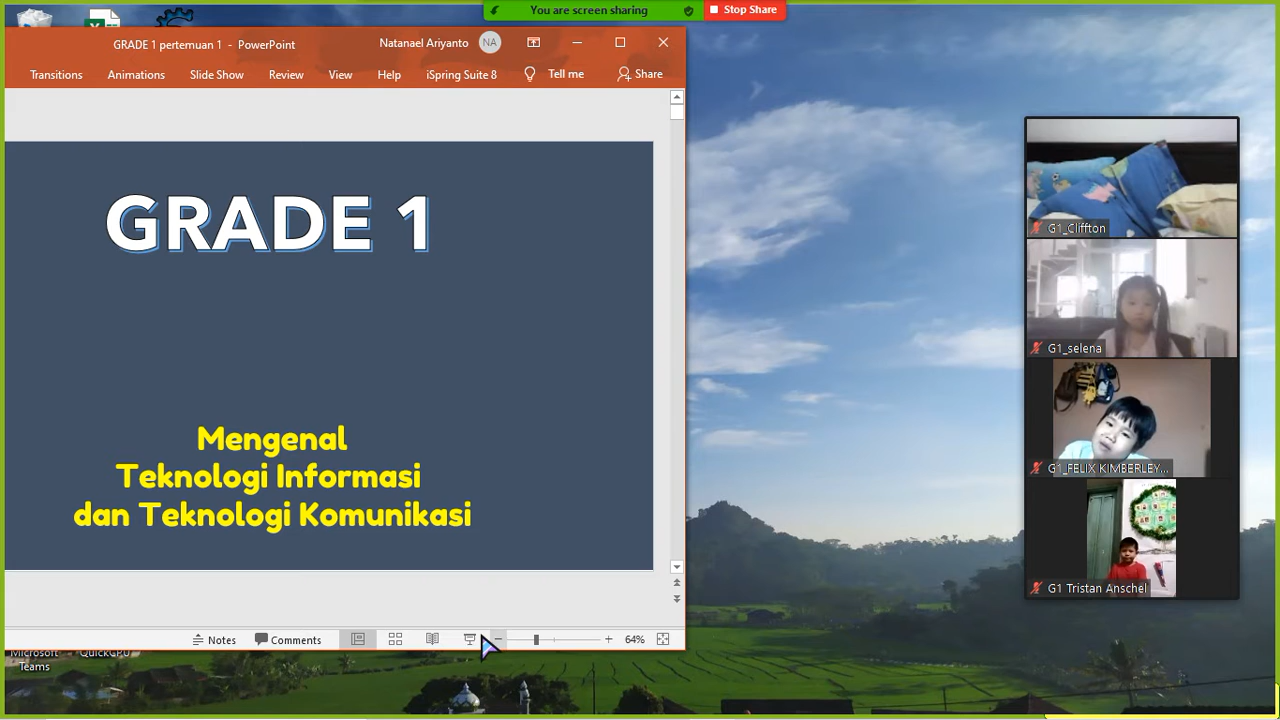 You are screen sharing
Stop Share
GRADE 1 pertemuan 1 - PowerPoint
Natanael Ariyanto
NA
Transitions Animations Slide Show Review View Help iSpring Suite 8 Tell me Share
GRADE 1
Mengenal
Teknologi Informasi
dan Teknologi Komunikasi
Notes
Comments
64%
Microsoft
Teams
QuickCPU
G1_Cliffton
G1_selena
G1_FELIX KIMBERLEY...
G1 Tristan Anschel